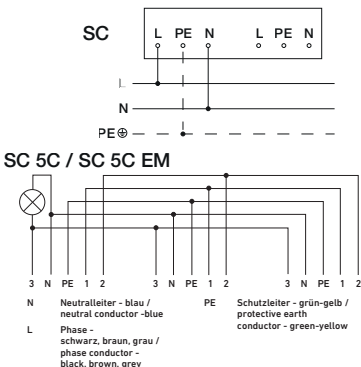 SC
L PE N L PE N
L
N
PE
SC 5C / SC 5C EM
3 N PE 1 2 3 N PE 1 2 3 N PE 1 2
N Neutralleiter - blau /
neutral conductor -blue
PE Schutzleiter - grün-gelb /
protective earth
conductor - green-yellow
L Phase -
schwarz, braun, grau /
phase conductor -
black, brown, grey